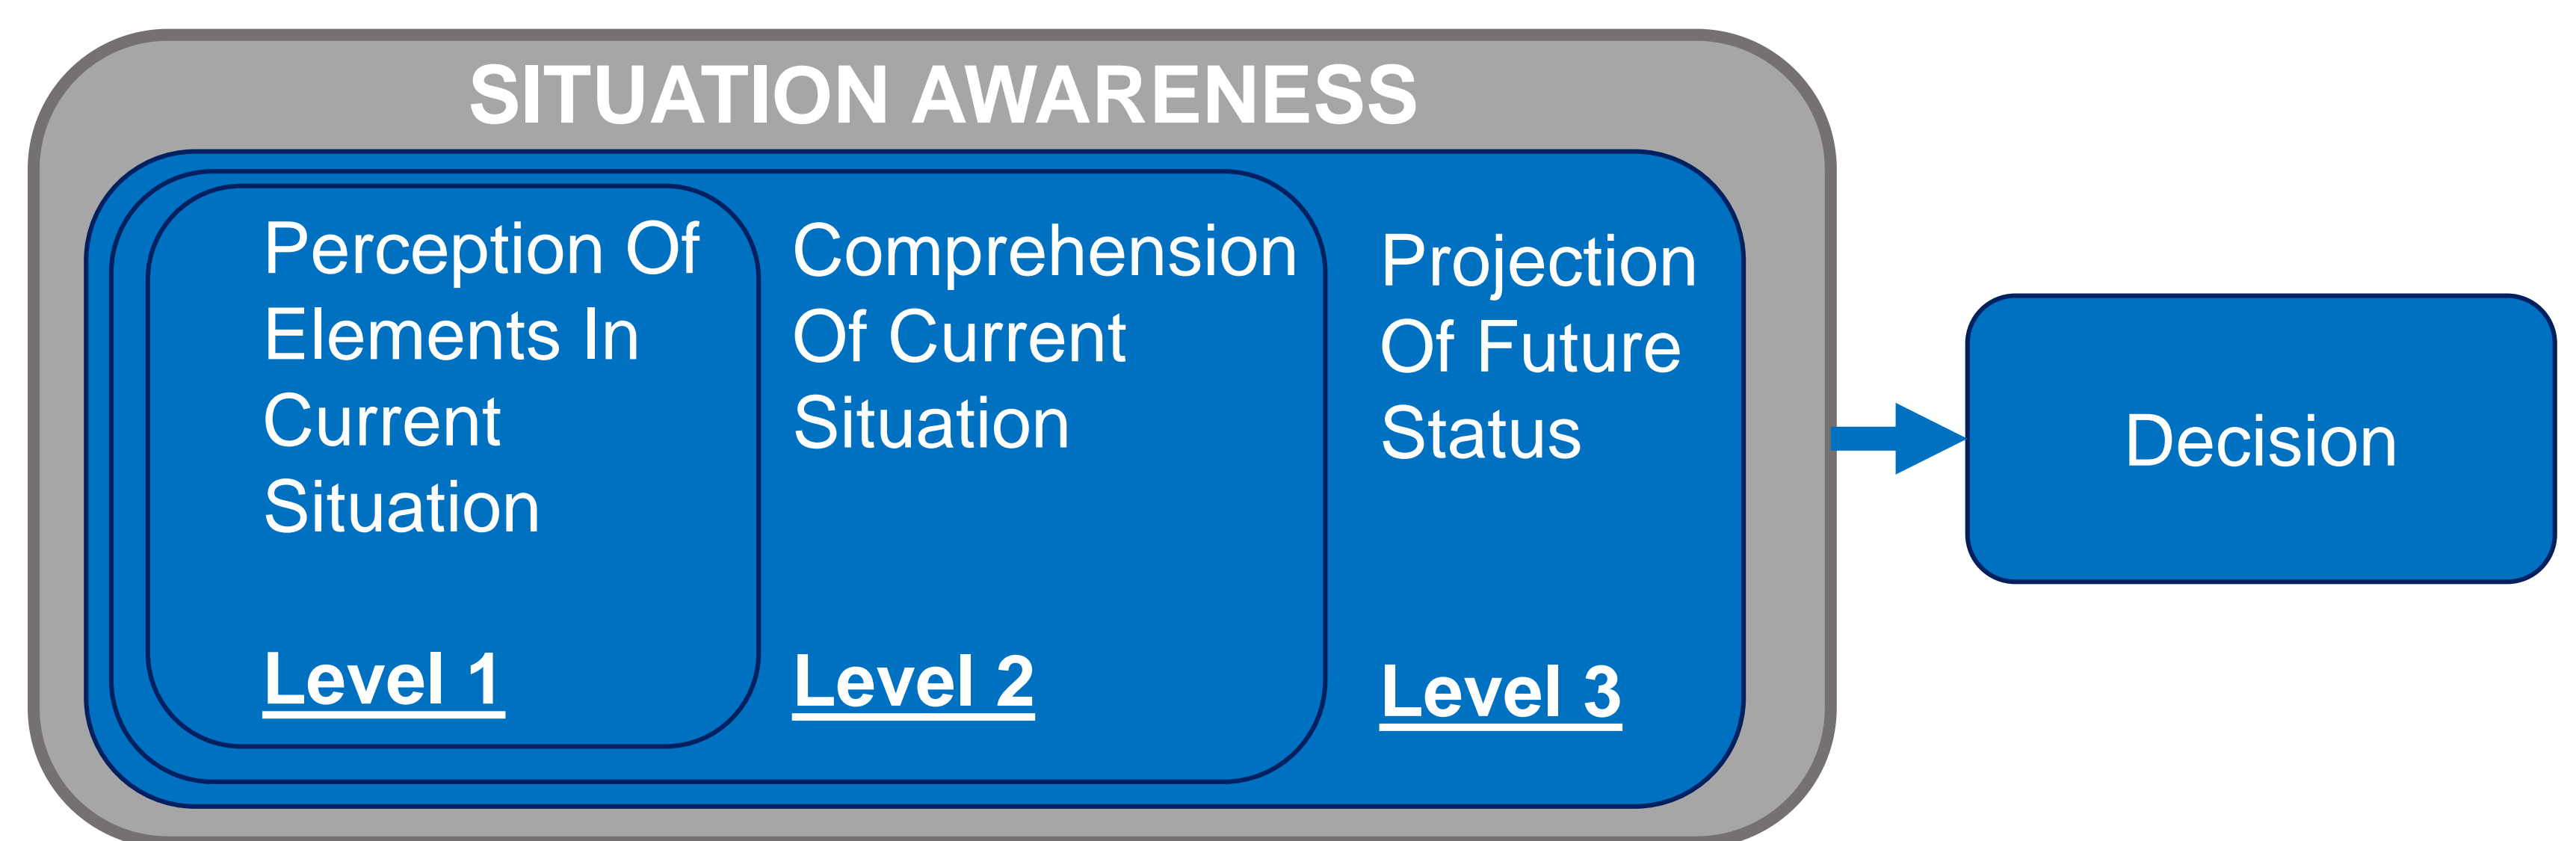 SITUATION AWARENESS
Perception Of
Elements In
Current
Situation
Level 1
Comprehension
Of Current
Situation
Level 2
Projection
Of Future
Status
Level 3
Decision